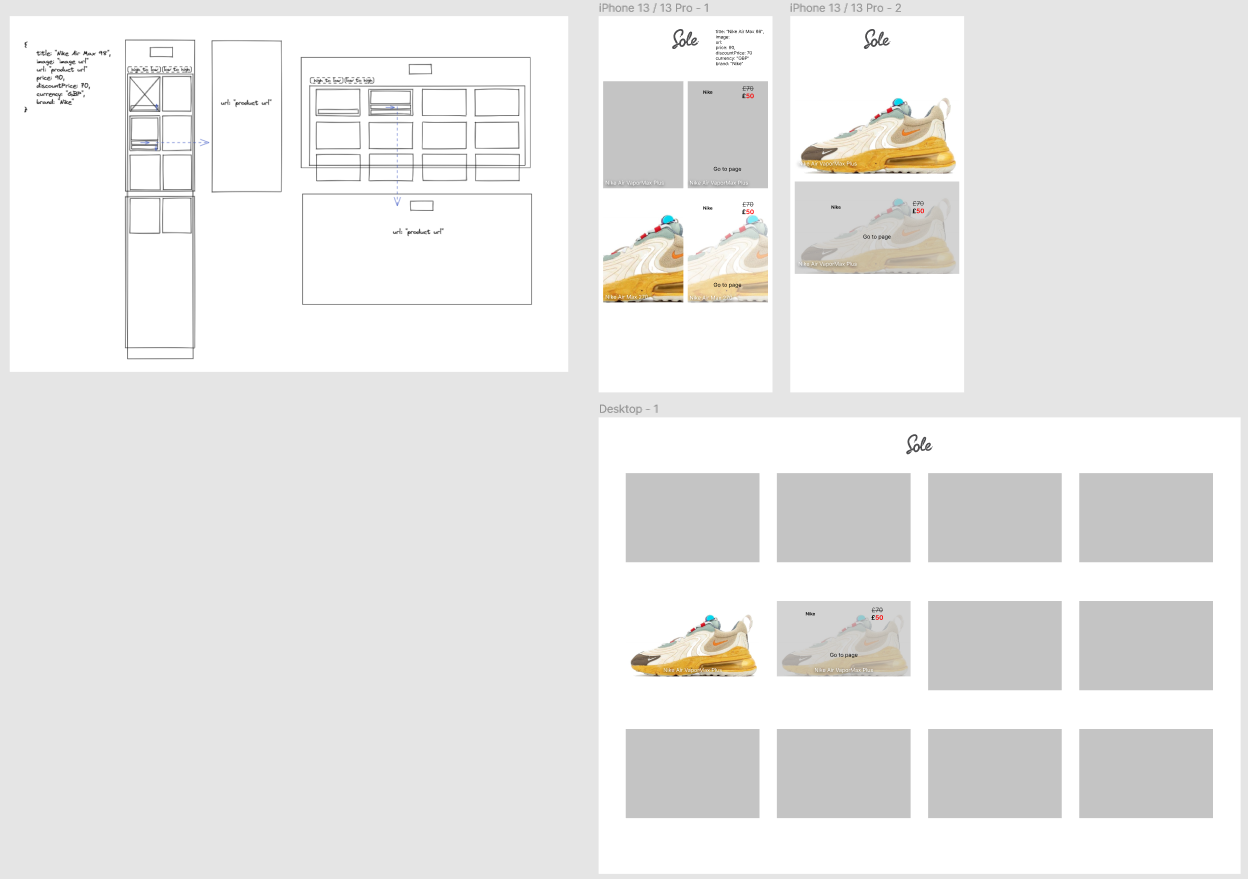 {
title: "Nike Air Max 98",
image: "image url"
url: "product url"
price: 90,
discountPrice: 70,
currency: "GBP",
brand: "Nike"
}
url: "product url"
url: "product url"
iPhone 13 / 13 Pro - 1
Sole
title: "Nike Air Max 98",
image:
url:
price: 90,
discountPrice: 70
currency: "GBP"
brand: "Nike"
Nike
£70
£50
Go to page
Nike Air VaporMax Plus
Nike Air VaporMax Plus
Nike
£70
£50
Go to page
Nike Air Max 270
Nike Air VaporMax Plus
iPhone 13 / 13 Pro - 2
Sole
Nike Air VaporMax Plus
Nike
£70
£50
Go to page
Nike Air VaporMax Plus
Desktop - 1
Sole
Nike Air VaporMax Plus
Nike
£70
£50
Go to page
Nike Air VaporMax Plus